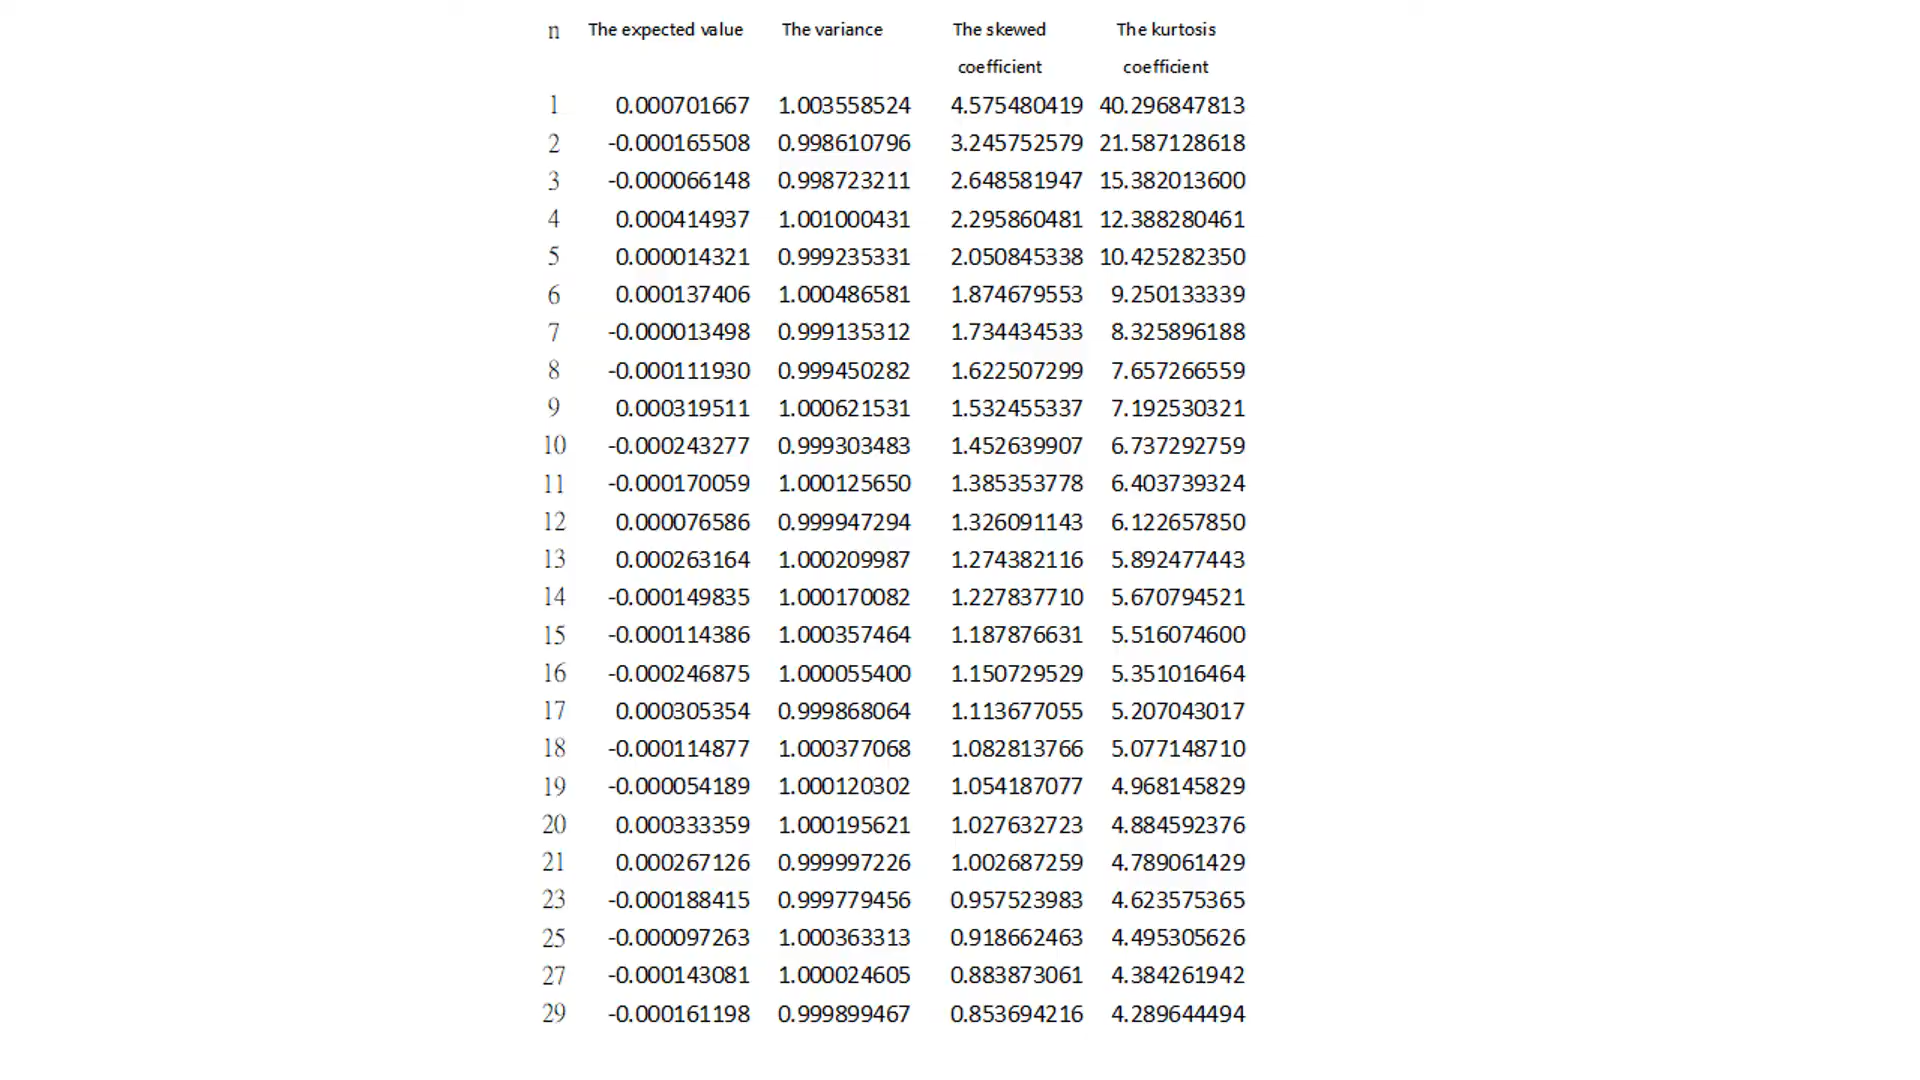 n The expected value The variance The skewed The kurtosis
coefficient coefficient
1 0.000701667 1.003558524 4.575480419 40.296847813
2 -0.000165508 0.998610796 3.245752579 21.587128618
3 -0.000066148 0.998723211 2.648581947 15.382013600
4 0.000414937 1.001000431 2.295860481 12.388280461
5 0.000014321 0.999235331 2.050845338 10.425282350
6 0.000137406 1.000486581 1.874679553 9.250133339
7 -0.000013498 0.999135312 1.734434533 8.325896188
8 -0.000111930 0.999450282 1.622507299 7.657266559
9 0.000319511 1.000621531 1.532455337 7.192530321
10 -0.000243277 0.999303483 1.452639907 6.737292759
11 -0.000170059 1.000125650 1.385353778 6.403739324
12 0.000076586 0.999947294 1.326091143 6.122657850
13 0.000263164 1.000209987 1.274382116 5.892477443
14 -0.000149835 1.000170082 1.227837710 5.670794521
15 -0.000114386 1.000357464 1.187876631 5.516074600
16 -0.000246875 1.000055400 1.150729529 5.351016464
17 0.000305354 0.999868064 1.113677055 5.207043017
18 -0.000114877 1.000377068 1.082813766 5.077148710
19 -0.000054189 1.000120302 1.054187077 4.968145829
20 0.000333359 1.000195621 1.027632723 4.884592376
21 0.000267126 0.999997226 1.002687259 4.789061429
23 -0.000188415 0.999779456 0.957523983 4.623575365
25 -0.000097263 1.000363313 0.918662463 4.495305626
27 -0.000143081 1.000024605 0.883873061 4.384261942
29 -0.000161198 0.999899467 0.853694216 4.289644494